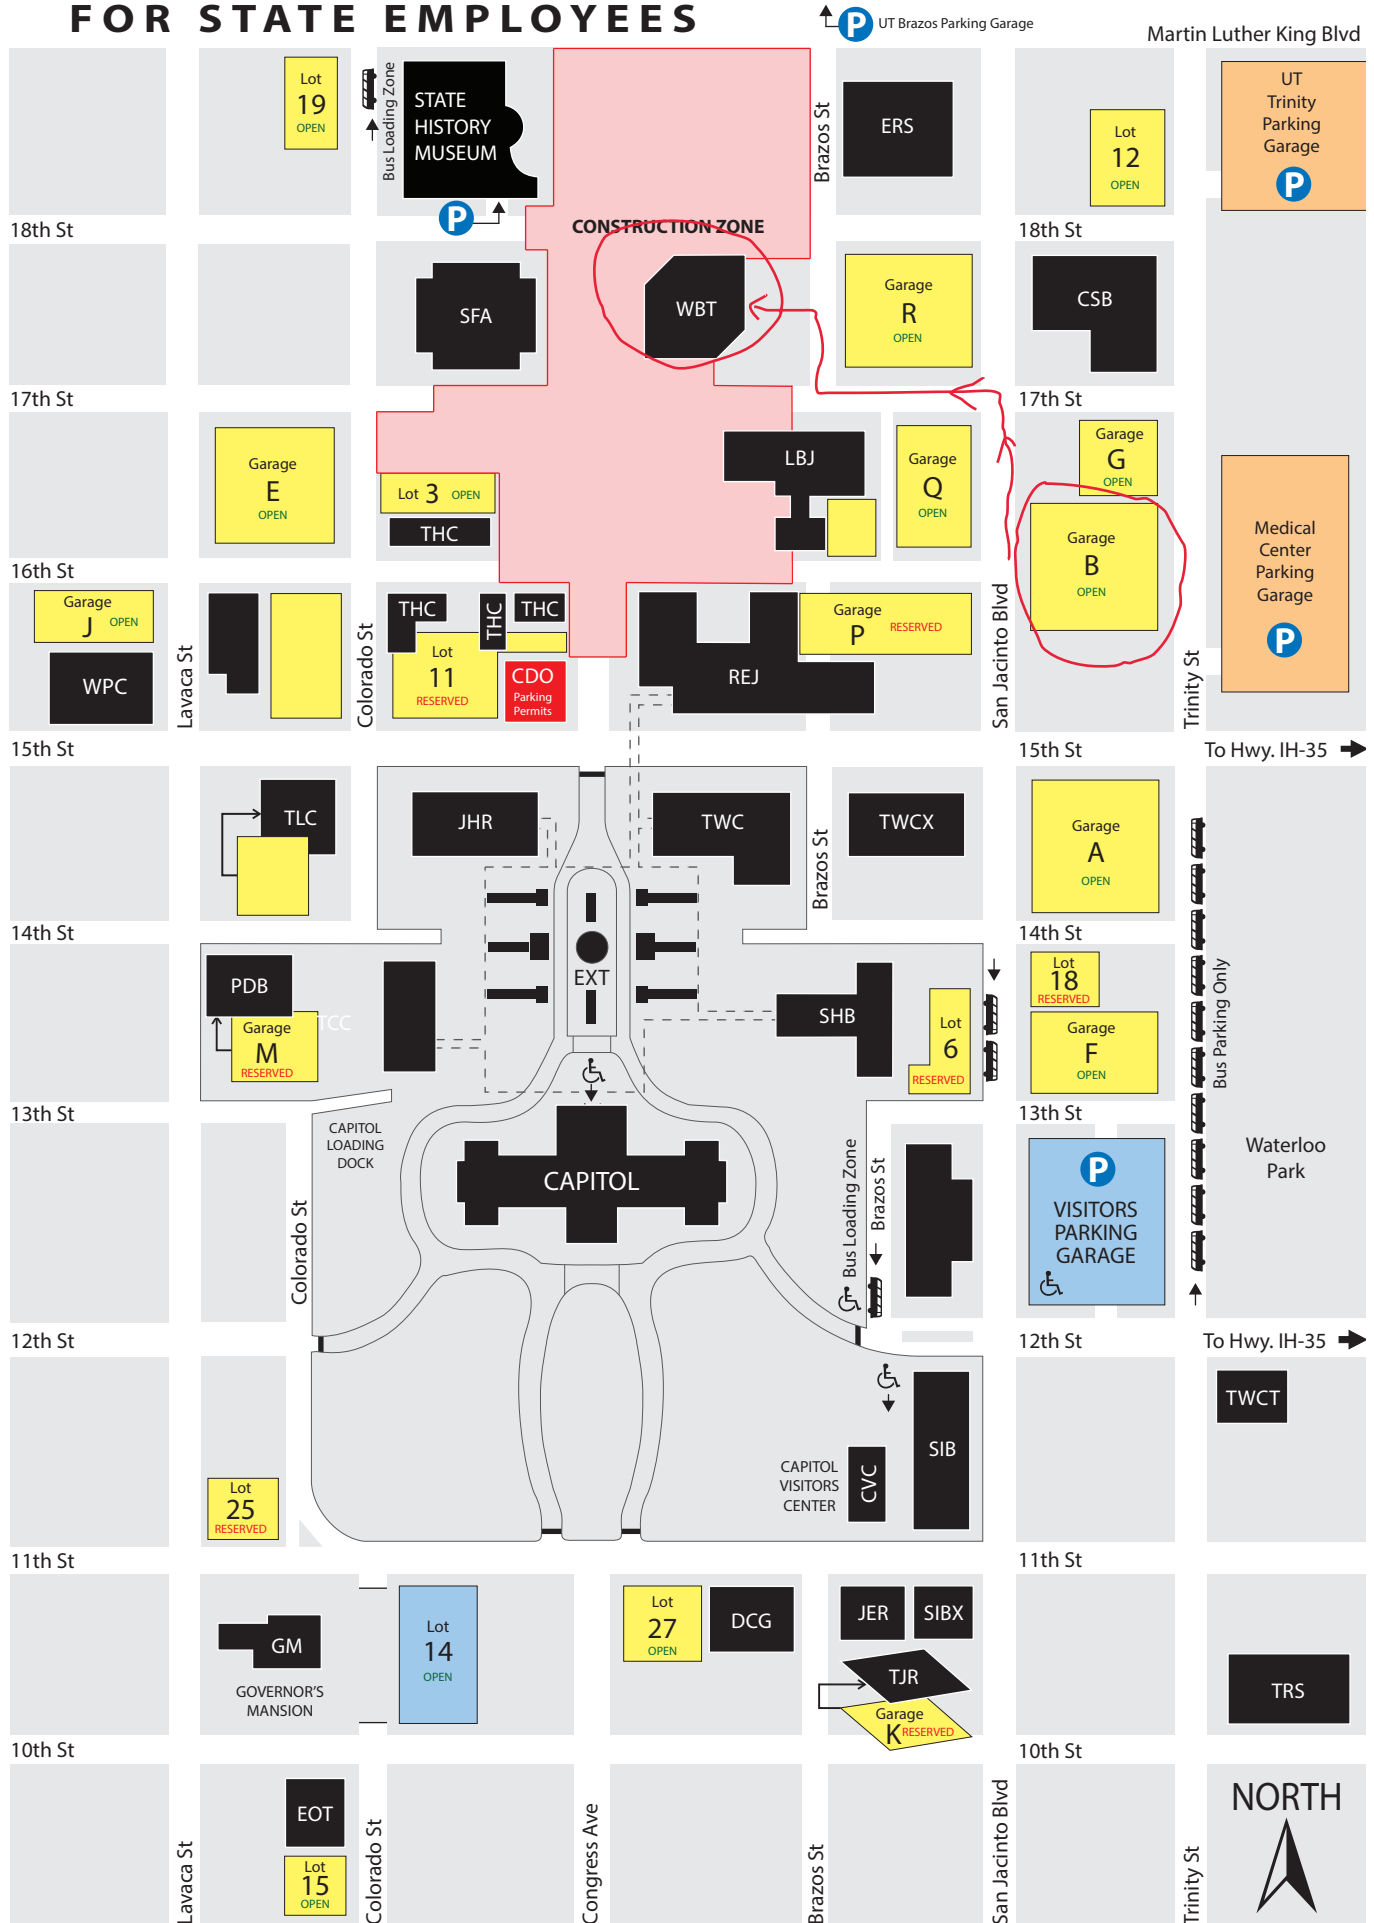 FOR STATE EMPLOYEES
P UT Brazos Parking Garage
Martin Luther King Blvd
Lot
19
OPEN
Bus Loading Zone
STATE
HISTORY
MUSEUM
P
Brazos St
ERS
Lot
12
OPEN
UT
Trinity
Parking
Garage
P
18th St
CONSTRUCTION ZONE
18th St
SFA
WBT
Garage
R
OPEN
CSB
17th St
17th St
Garage
E
OPEN
Lot 3 OPEN
THC
LBJ
Garage
Q
OPEN
Garage
G
OPEN
Garage
B
OPEN
Medical
Center
Parking
Garage
P
16th St
Garage
J OPEN
WPC
Lavaca St
Colorado St
THC
THC
THC
Lot
11
RESERVED
CDO
Parking
Permits
REJ
Garage
P RESERVED
San Jacinto Blvd
Trinity St
15th St
15th St
To Hwy. IH-35
TLC
JHR
TWC
Brazos St
TWCX
Garage
A
OPEN
14th St
14th St
PDB
Garage
M
RESERVED
TCC
EXT
SHB
Lot
6
RESERVED
Lot
18
RESERVED
Garage
F
OPEN
Bus Parking Only
13th St
13th St
CAPITOL
LOADING
DOCK
CAPITOL
Colorado St
Bus Loading Zone
Brazos St
P
VISITORS
PARKING
GARAGE
Waterloo
Park
12th St
12th St
To Hwy. IH-35
Lot
25
RESERVED
CAPITOL
VISITORS
CENTER
CVC
SIB
TWCT
11th St
11th St
GM
GOVERNOR'S
MANSION
Lot
14
OPEN
Lot
27
OPEN
DCG
JER
SIBX
TJR
Garage
K RESERVED
TRS
10th St
10th St
EOT
Lot
15
OPEN
Lavaca St
Colorado St
Congress Ave
Brazos St
San Jacinto Blvd
Trinity St
NORTH